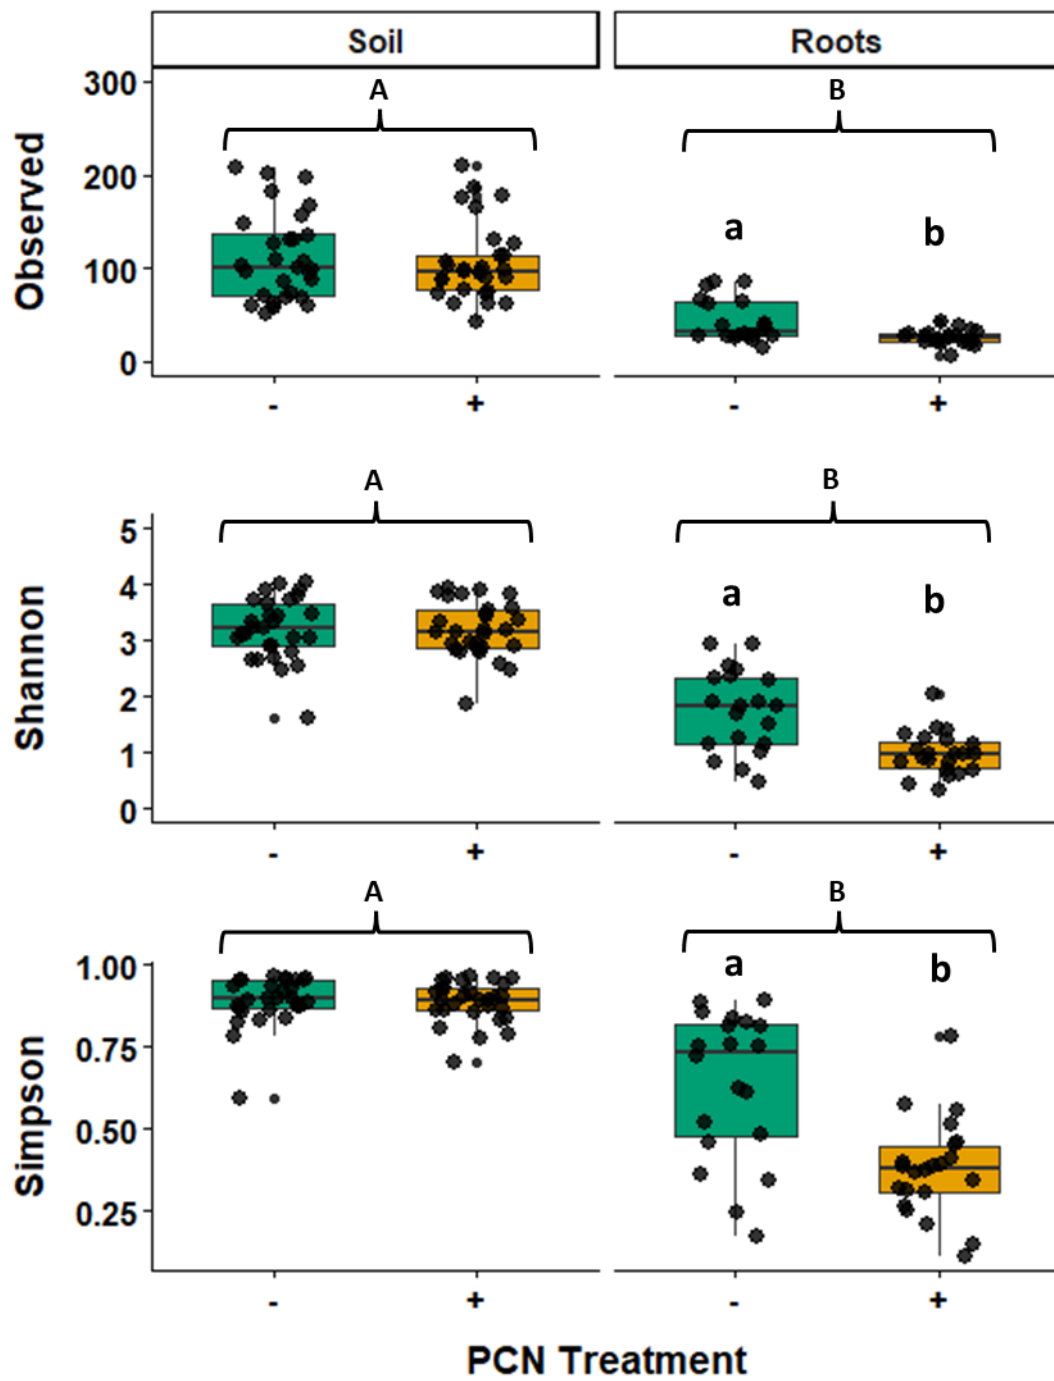 Soil Roots
A B
300
200
100
0
Observed
a b
- + - +
A B
5
4
3
2
1
0
Shannon
a b
- + - +
A B
1.00
0.75
0.50
0.25
Simpson
a b
- + - +
PCN Treatment